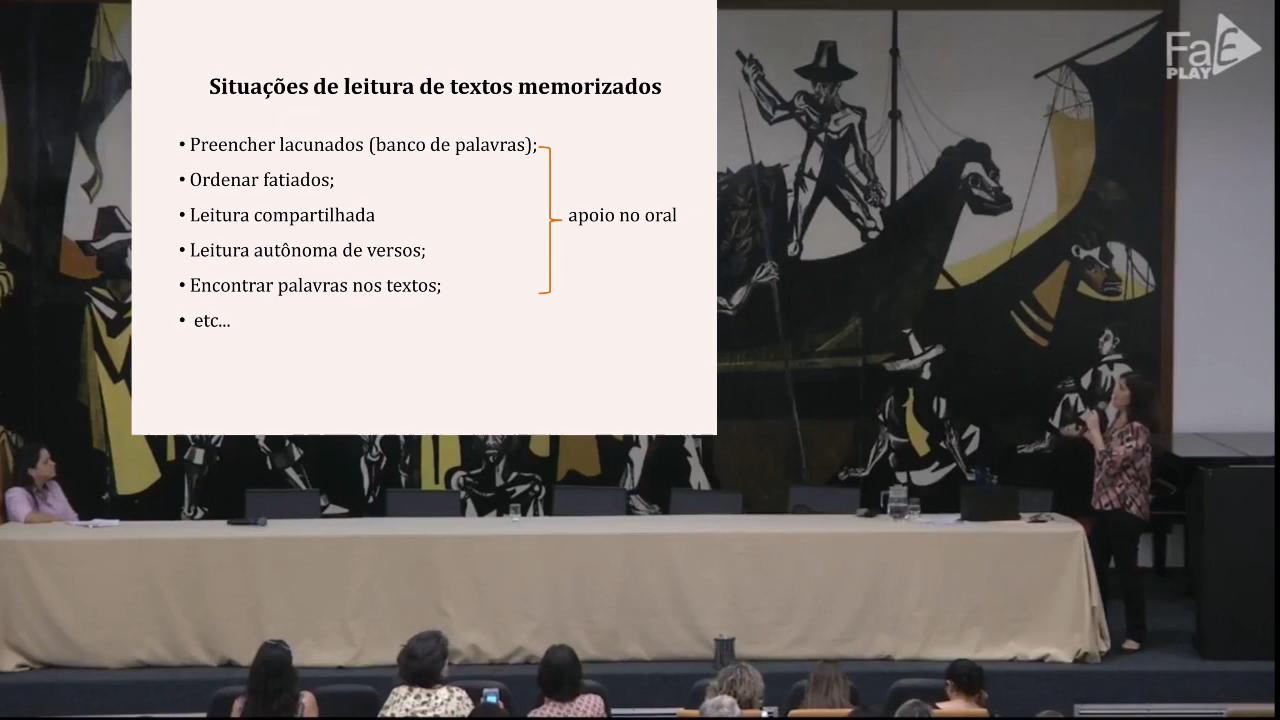 Situações de leitura de textos memorizados
• Preencher lacunados (banco de palavras);
• Ordenar fatiados;
• Leitura compartilhada
apoio no oral
• Leitura autônoma de versos;
• Encontrar palavras nos textos;
• etc...
FaE
PLAY